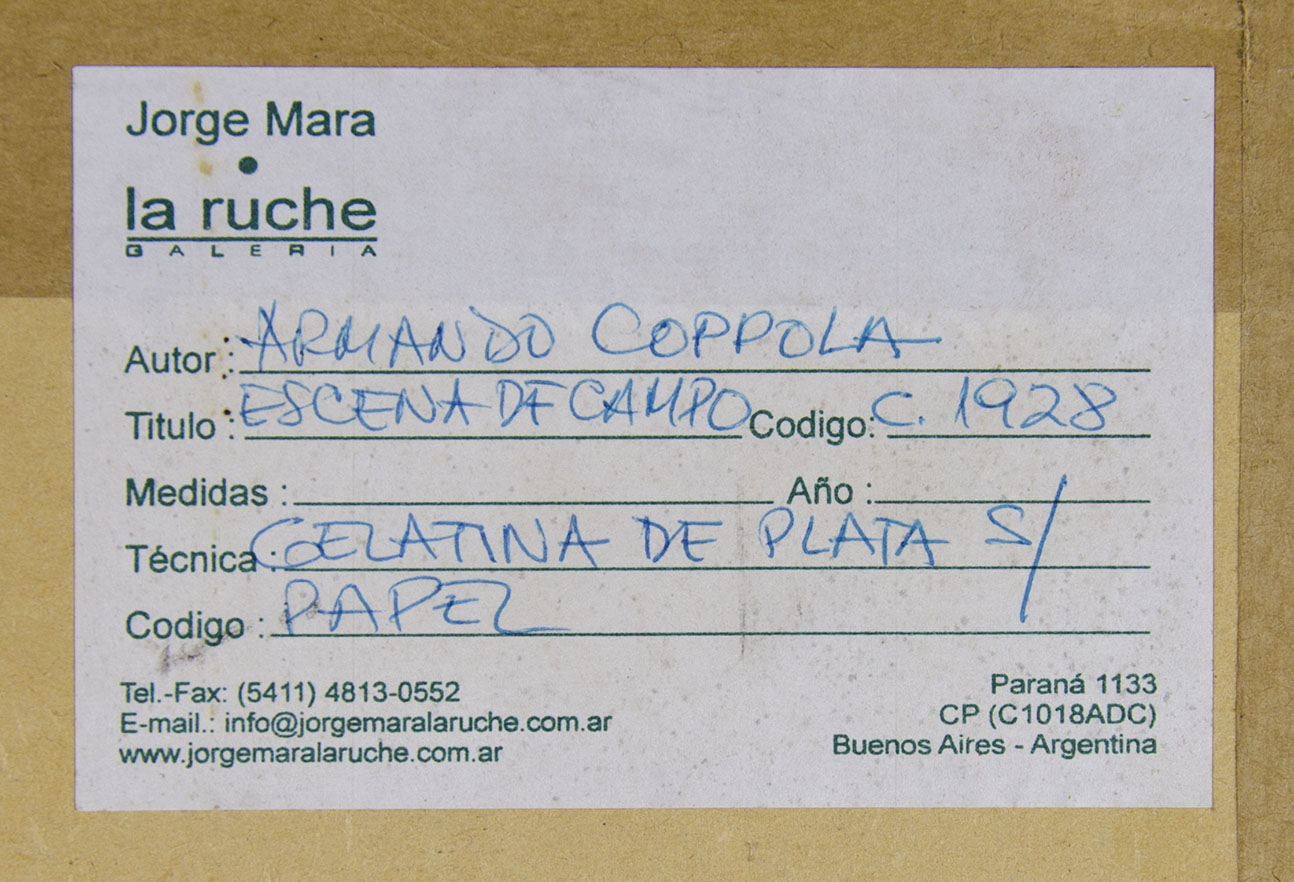 Jorge Mara
•
la ruche
GALERIA
Autor : ARMANDO COPPOLA
Titulo : ESCENA DE CAMPO Codigo: C. 1928
Medidas : Año :
Técnica : GELATINA DE PLATA S/
Codigo : PAPEL
Tel.-Fax: (5411) 4813-0552
E-mail.: info@jorgemaralaruche.com.ar
www.jorgemaralaruche.com.ar
Paraná 1133
CP (C1018ADC)
Buenos Aires - Argentina